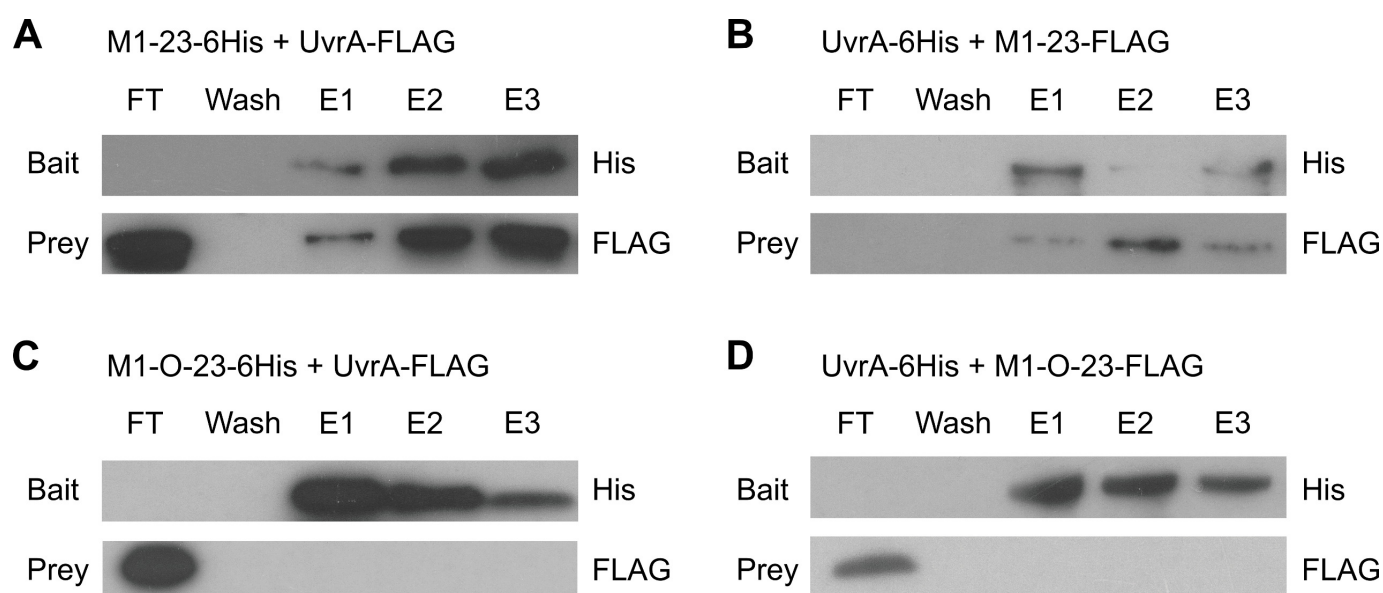 A
M1-23-6His + UvrA-FLAG
FT Wash E1 E2 E3
Bait His
Prey FLAG
B
UvrA-6His + M1-23-FLAG
FT Wash E1 E2 E3
Bait His
Prey FLAG
C
M1-O-23-6His + UvrA-FLAG
FT Wash E1 E2 E3
Bait His
Prey FLAG
D
UvrA-6His + M1-O-23-FLAG
FT Wash E1 E2 E3
Bait His
Prey FLAG